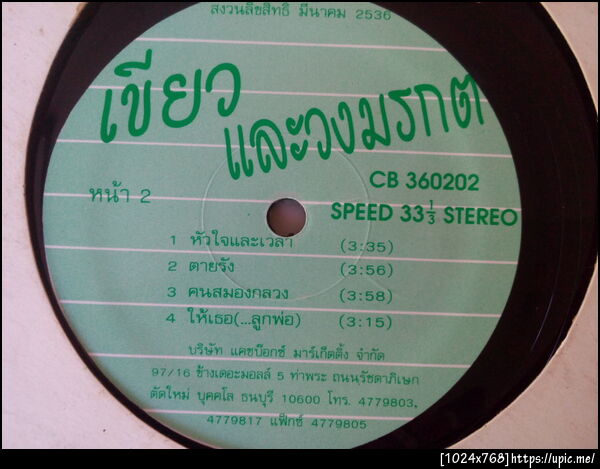 สงวนลิขสิทธิ์ มีนาคม 2536
เขียว
และวงมรกต
CB 360202
หน้า 2
SPEED 33 1/3 STEREO
1 หัวใจและเวลา (3:35)
2 ตายรัง (3:56)
3 คนสมองกลวง (3:58)
4 ให้เธอ(...ลูกพ่อ) (3:15)
บริษัท แคชบ๊อกซ์ มาร์เก็ตติ้ง จำกัด
97/16 ข้างเดอะมอลล์ 5 ท่าพระ ถนนรัชดาภิเษก
ตัดใหม่ บุคคโล ธนบุรี 10600 โทร. 4779803,
4779817 แฟ็กซ์ 4779805
[1024x768]https://upic.me/